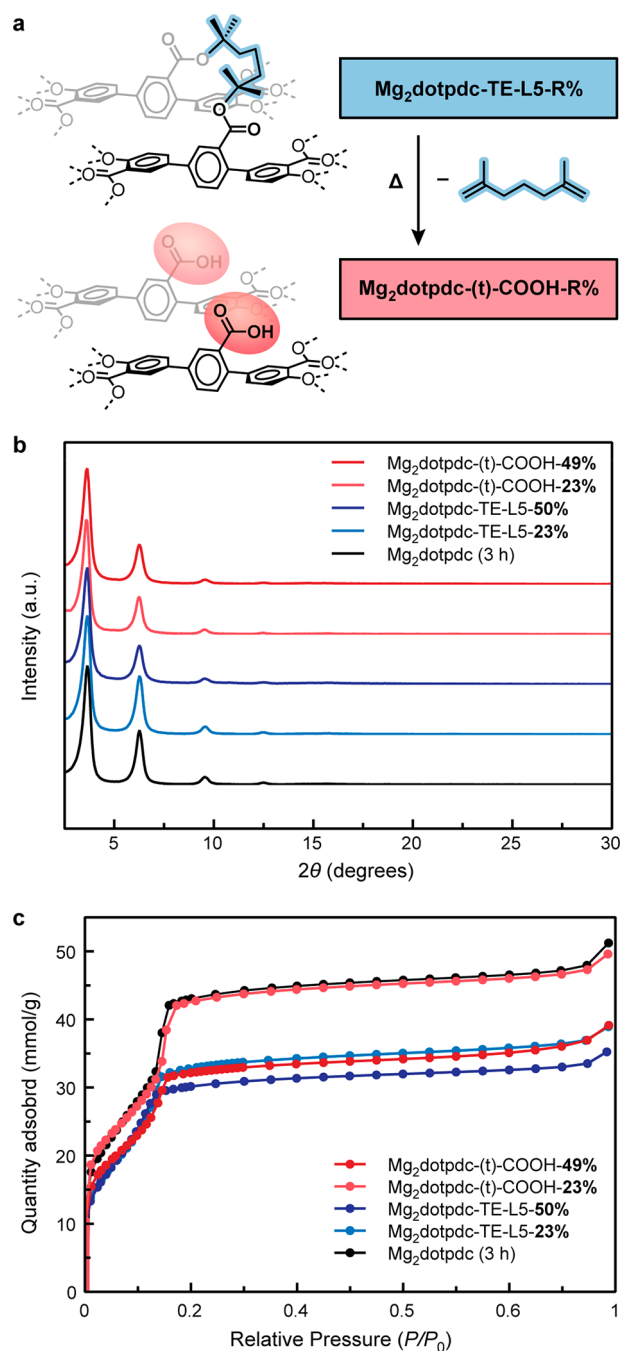 a
O
O
O
O
O
O
O
O
O
O
O
O
O
O
Mg₂dotpdc-TE-L5-R%
Δ
–
O
OH
O
O
O
O
O
OH
O
O
O
O
O
O
Mg₂dotpdc-(t)-COOH-R%
b
Mg₂dotpdc-(t)-COOH-49%
Mg₂dotpdc-(t)-COOH-23%
Mg₂dotpdc-TE-L5-50%
Mg₂dotpdc-TE-L5-23%
Mg₂dotpdc (3 h)
Intensity (a.u.)
5
10
15
20
25
30
2θ (degrees)
c
50
40
30
20
10
0
Quantity adsobrd (mmol/g)
Mg₂dotpdc-(t)-COOH-49%
Mg₂dotpdc-(t)-COOH-23%
Mg₂dotpdc-TE-L5-50%
Mg₂dotpdc-TE-L5-23%
Mg₂dotpdc (3 h)
0
0.2
0.4
0.5
0.6
1
Relative Pressure (P/P₀)